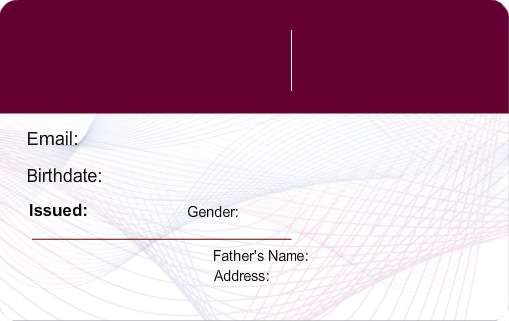 Email:
Birthdate:
Issued:
Gender:
Father's Name:
Address: